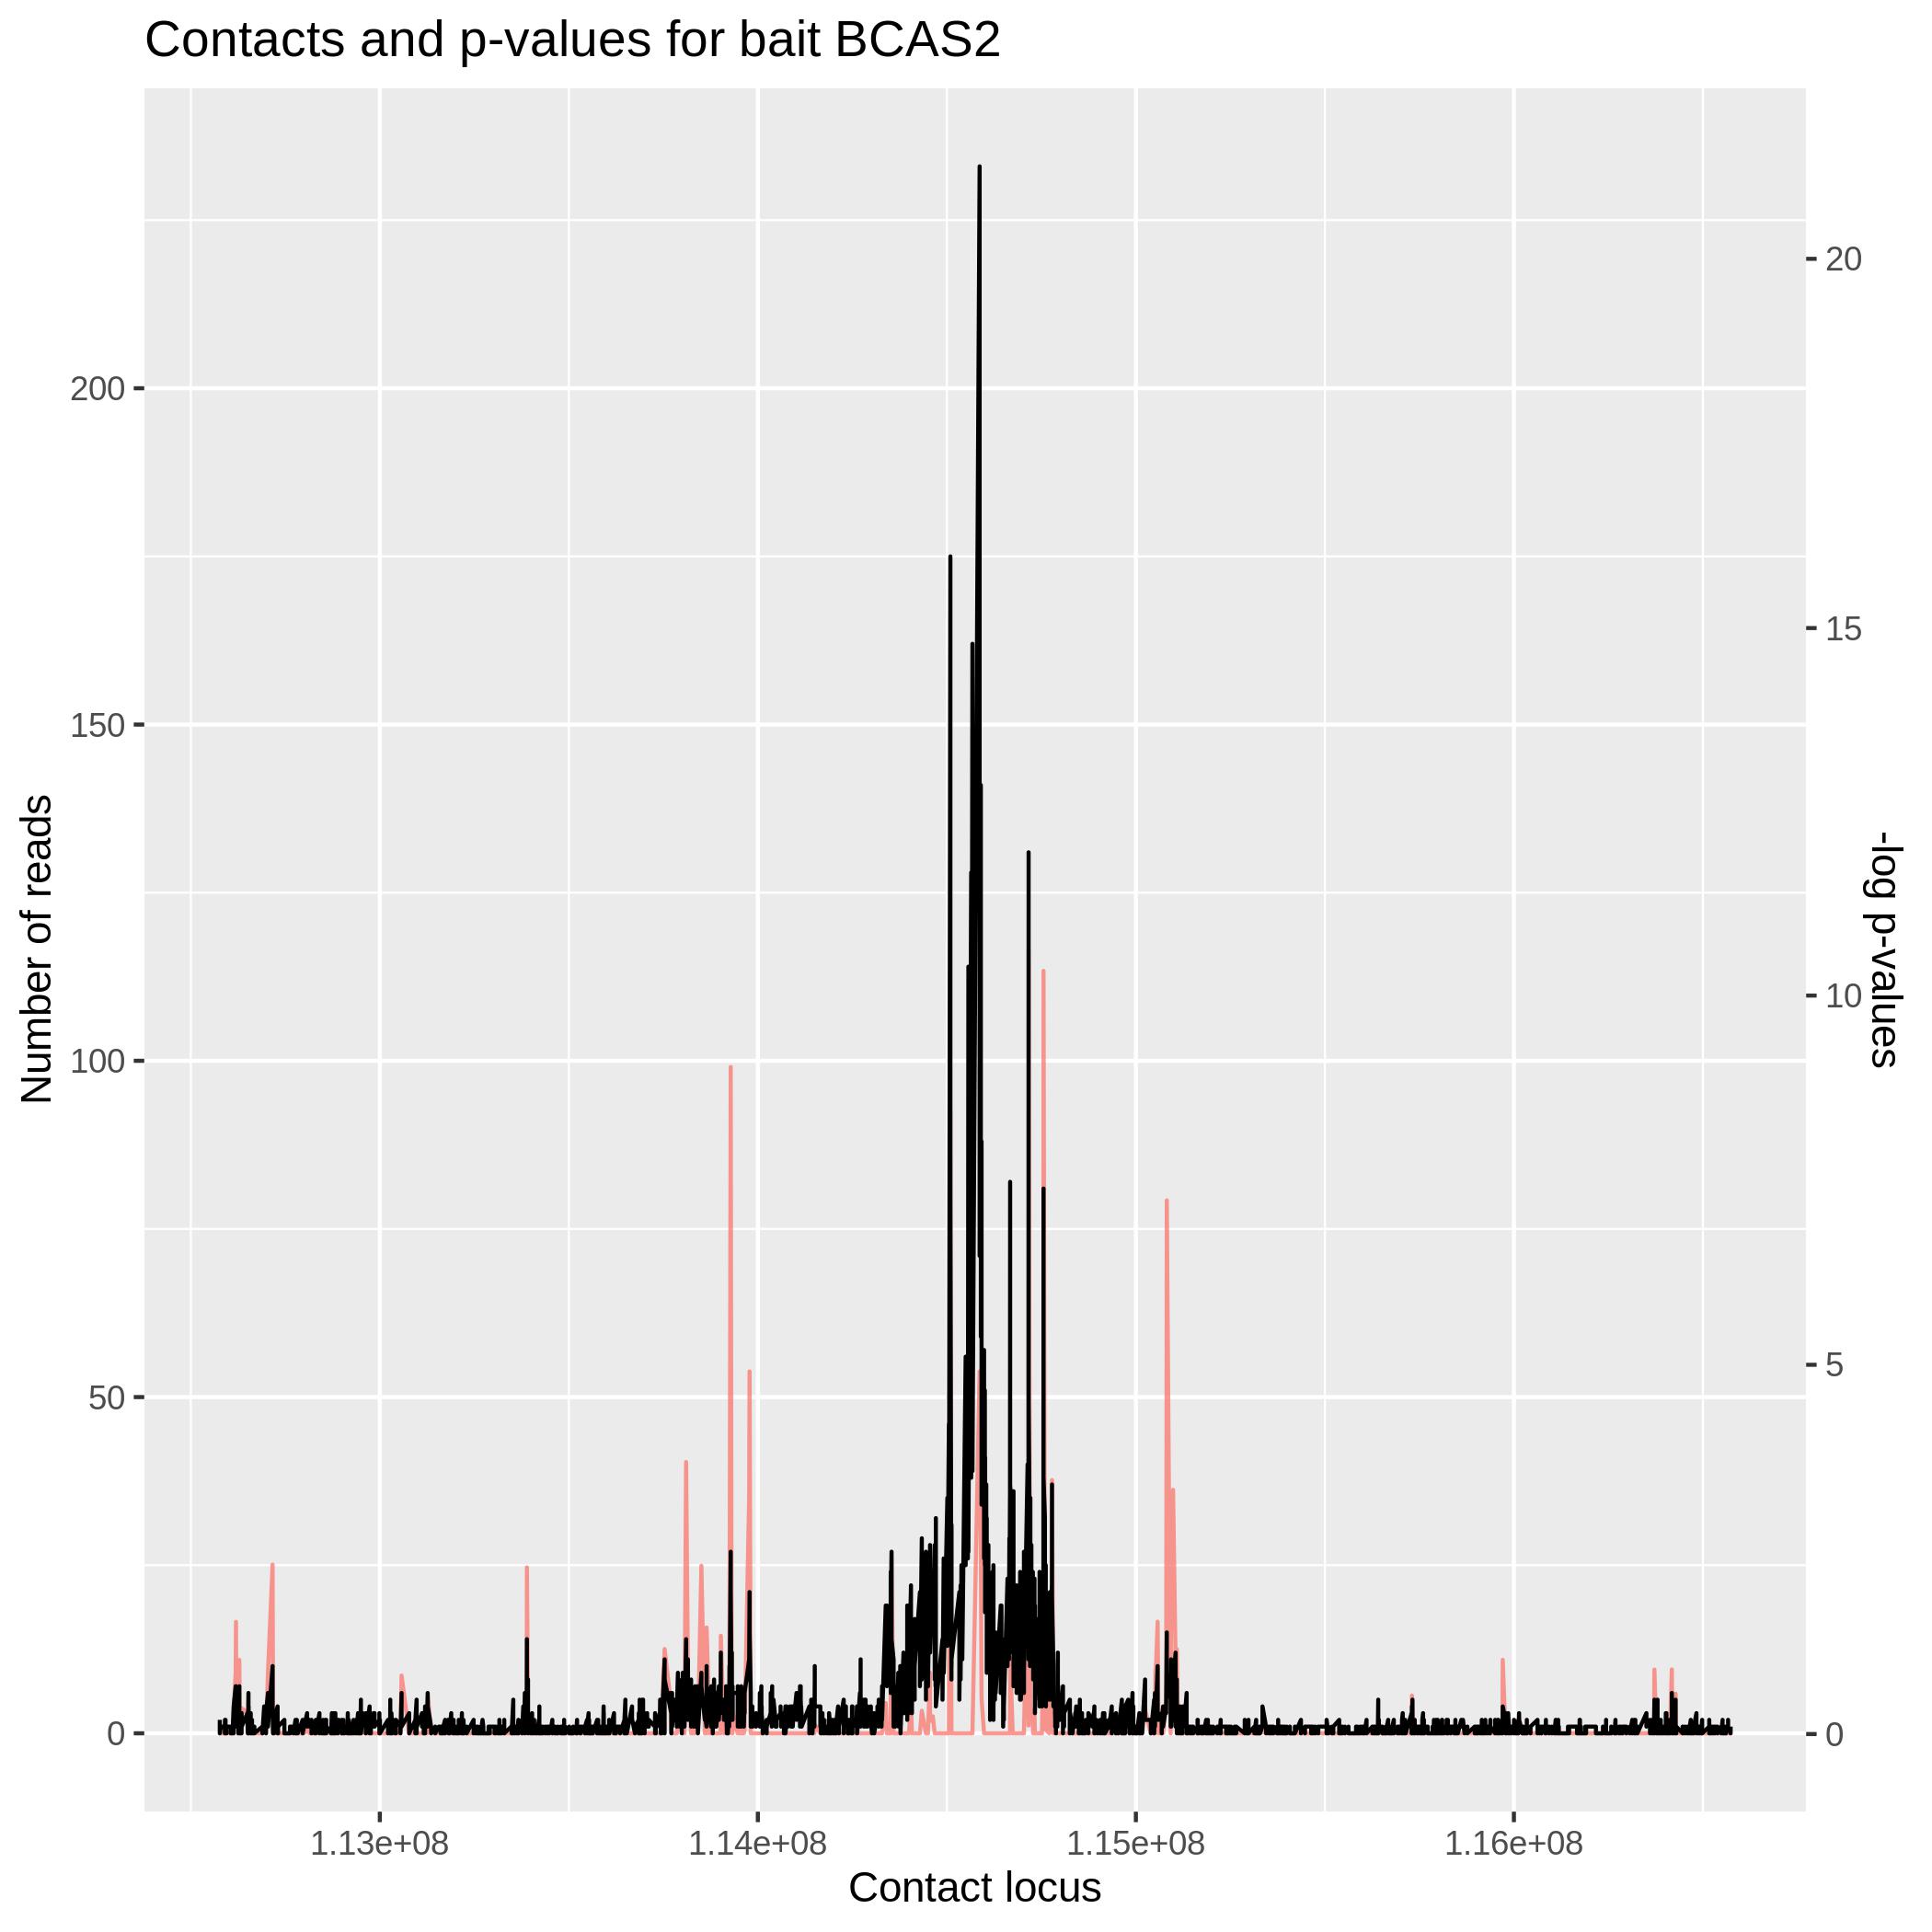 Contacts and p-values for bait BCAS2
Number of reads
200
150
100
50
0
20
15
10
5
0
-log p-values
1.13e+08
1.14e+08
1.15e+08
1.16e+08
Contact locus